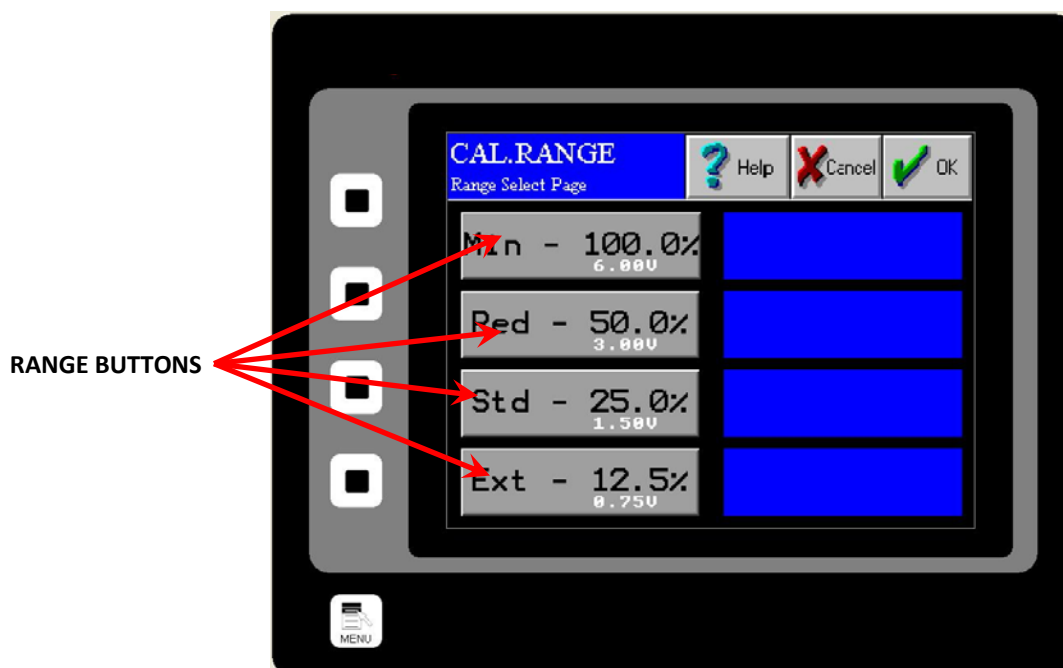 CAL.RANGE
Range Select Page
Help
Cancel
OK
Min - 100.0%
6.00V
Red - 50.0%
3.00V
RANGE BUTTONS
Std - 25.0%
1.50V
Ext - 12.5%
0.75V
MENU